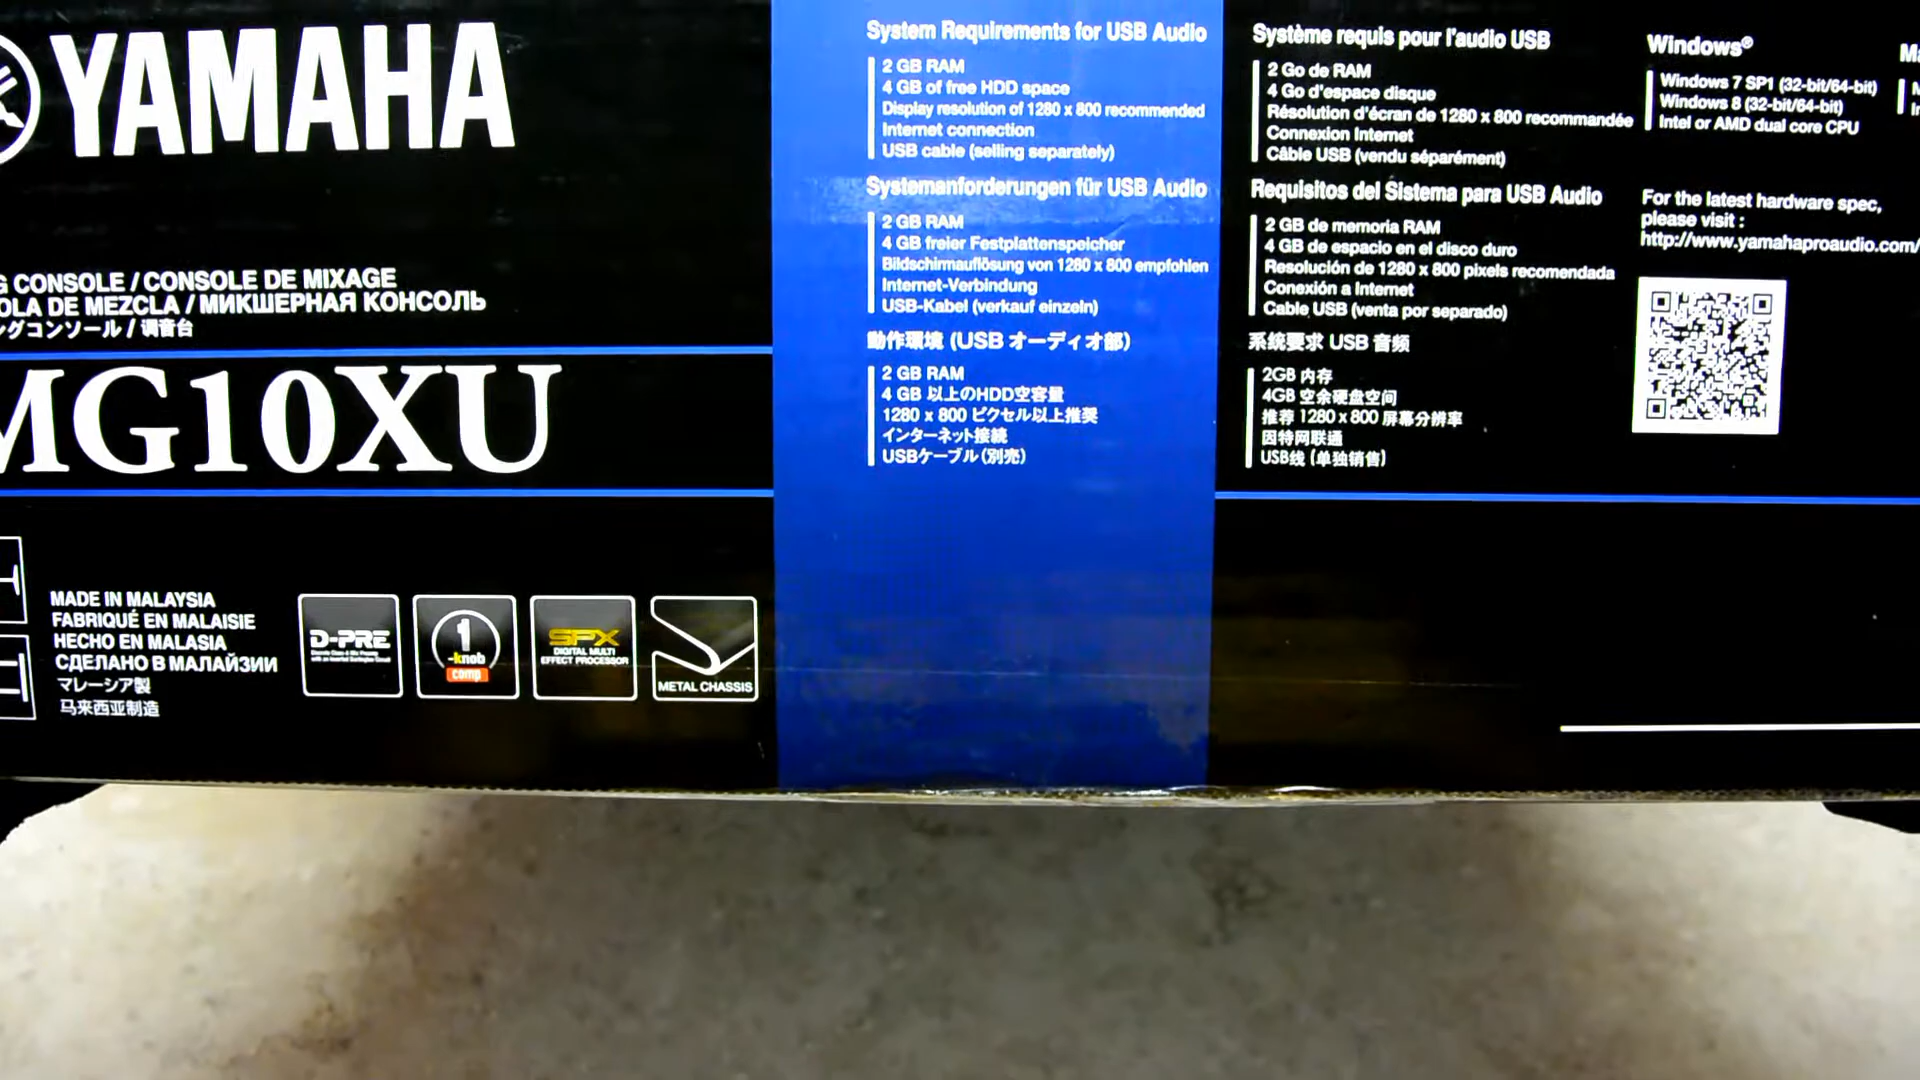 YAMAHA
G CONSOLE / CONSOLE DE MIXAGE
OLA DE MEZCLA / МИКШЕРНАЯ КОНСОЛЬ
ングコンソール / 调音台
MG10XU
MADE IN MALAYSIA
FABRIQUÉ EN MALAISIE
HECHO EN MALASIA
СДЕЛАНО В МАЛАЙЗИИ
マレーシア製
马来西亚制造
D-PRE
1
-knob
comp
SPX
DIGITAL MULTI
EFFECT PROCESSOR
METAL CHASSIS
System Requirements for USB Audio
2 GB RAM
4 GB of free HDD space
Display resolution of 1280 x 800 recommended
Internet connection
USB cable (selling separately)
Systemanforderungen für USB Audio
2 GB RAM
4 GB freier Festplattenspeicher
Bildschirmauflösung von 1280 x 800 empfohlen
Internet-Verbindung
USB-Kabel (verkauf einzeln)
動作環境 (USB オーディオ部)
2 GB RAM
4 GB 以上のHDD空容量
1280 x 800 ピクセル以上推奨
インターネット接続
USBケーブル (別売)
Système requis pour l'audio USB
2 Go de RAM
4 Go d'espace disque
Résolution d'écran de 1280 x 800 recommandée
Connexion Internet
Câble USB (vendu séparément)
Requisitos del Sistema para USB Audio
2 GB de memoria RAM
4 GB de espacio en el disco duro
Resolución de 1280 x 800 pixels recomendada
Conexión a Internet
Cable USB (venta por separado)
系统要求 USB 音频
2GB 内存
4GB 空余硬盘空间
推荐 1280 x 800 屏幕分辨率
因特网联通
USB线 (单独销售)
Windows®
Windows 7 SP1 (32-bit/64-bit)
Windows 8 (32-bit/64-bit)
Intel or AMD dual core CPU
For the latest hardware spec,
please visit :
http://www.yamahaproaudio.com/